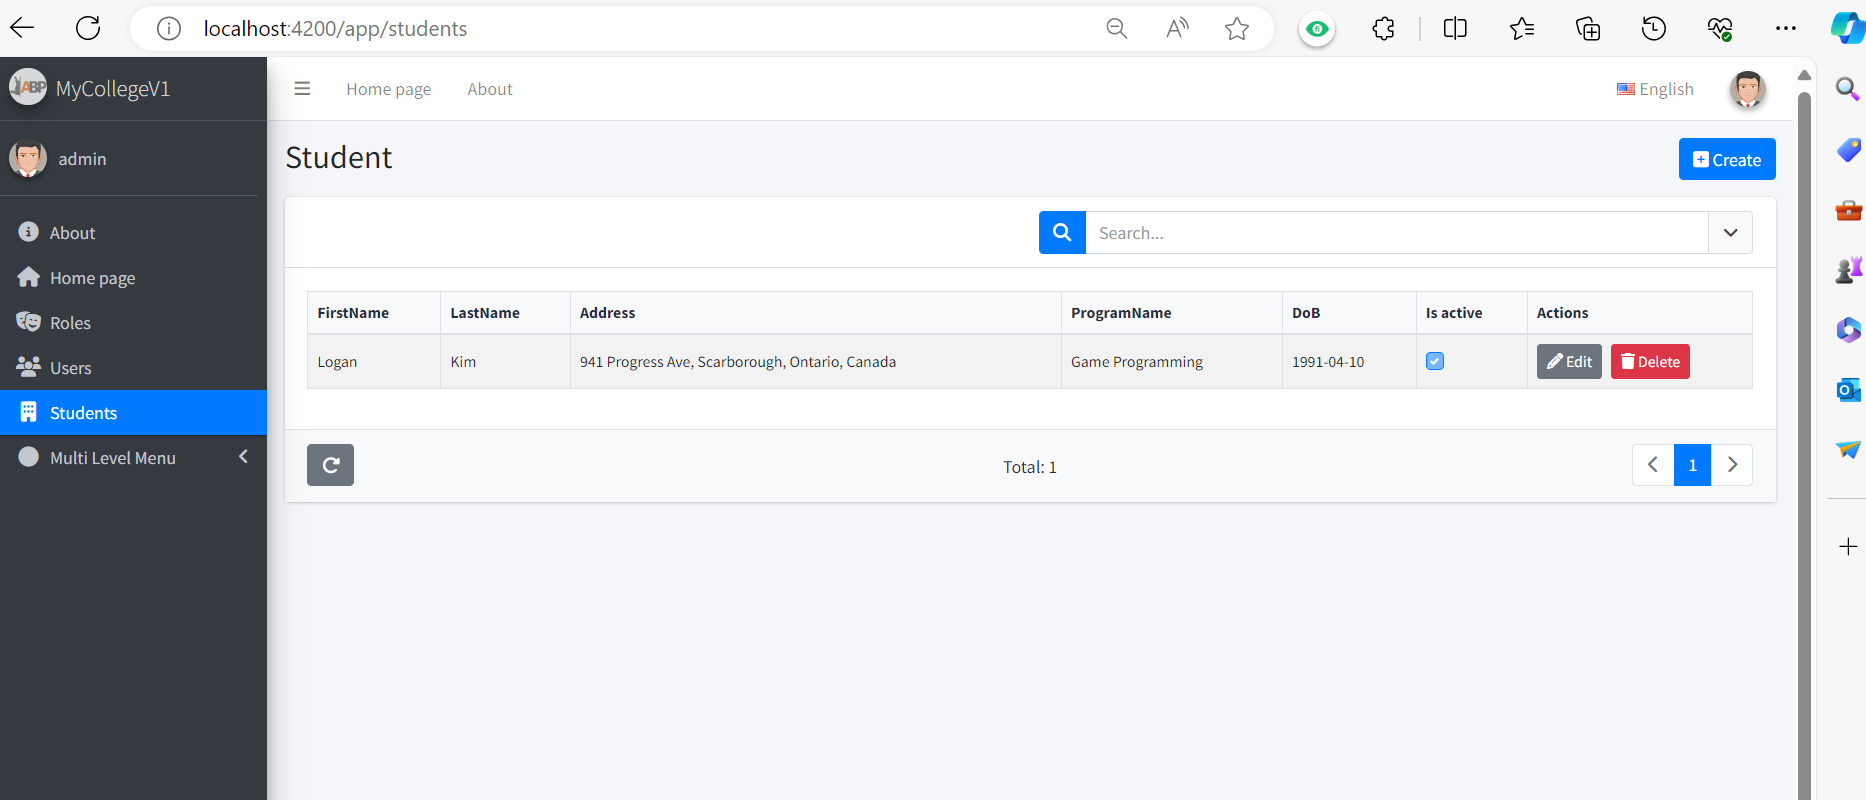 localhost:4200/app/students
ABP MyCollegeV1
Home page About English
admin
Student Create
About
Home page
Roles
Users
Students
Multi Level Menu
Search...
FirstName LastName Address ProgramName DoB Is active Actions
Logan Kim 941 Progress Ave, Scarborough, Ontario, Canada Game Programming 1991-04-10 Edit Delete
Total: 1 1